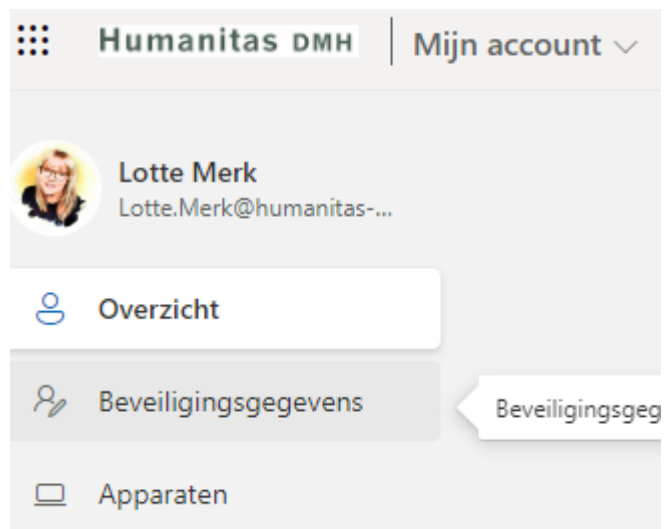 Humanitas DMH
Mijn account
Lotte Merk
Lotte.Merk@humanitas-...
Overzicht
Beveiligingsgegevens
Beveiligingsgeg
Apparaten